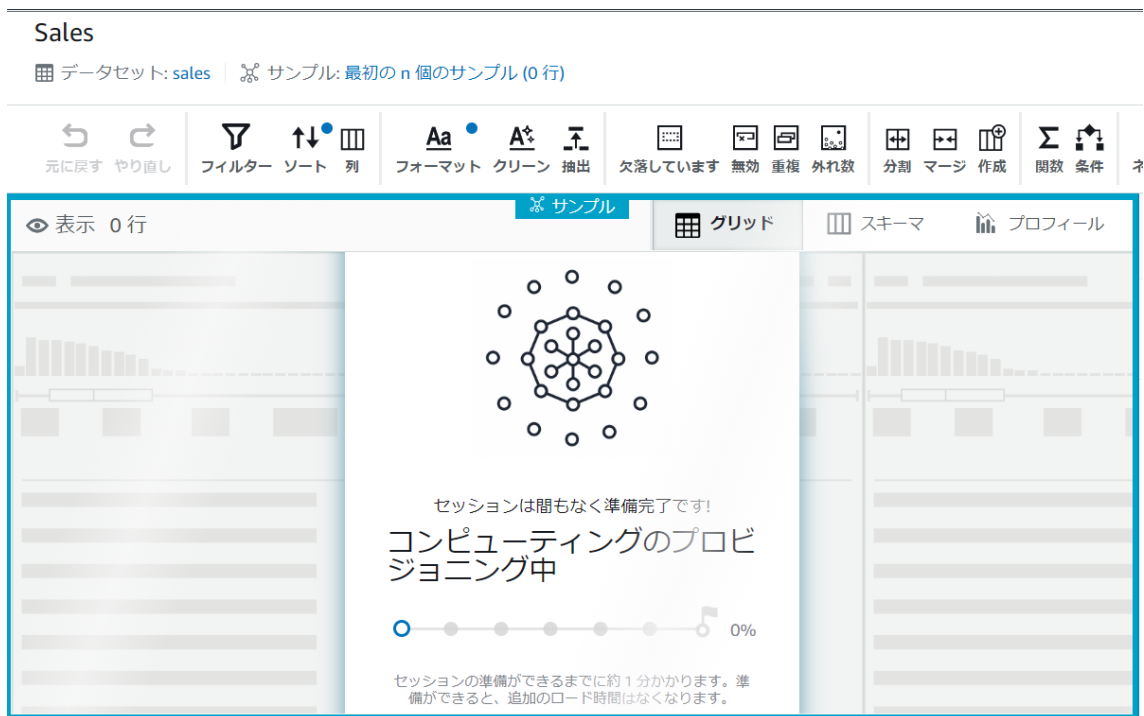 Sales
データセット: sales サンプル: 最初の n 個のサンプル (0 行)
元に戻す やり直し フィルター ソート 列 フォーマット クリーン 抽出 欠落しています 無効 重複 外れ数 分割 マージ 作成 関数 条件 ネ
サンプル
表示 0 行 グリッド スキーマ プロフィール
セッションは間もなく準備完了です!
コンピューティングのプロビ
ジョニング中
0%
セッションの準備ができるまでに約 1 分かかります。準
備ができると、追加のロード時間はなくなります。